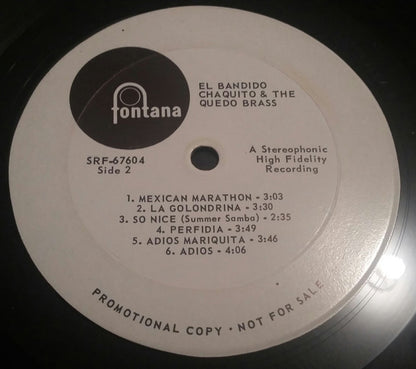 fontana
EL BANDIDO
CHAQUITO & THE
QUEDO BRASS
SRF-67604
Side 2
A Stereophonic
High Fidelity
Recording
1. MEXICAN MARATHON - 3:03
2. LA GOLONDRINA - 3:30
3. SO NICE (Summer Samba) - 2:35
4. PERFIDIA - 3:49
5. ADIOS MARIQUITA - 3:46
6. ADIOS - 4:06
PROMOTIONAL COPY • NOT FOR SALE